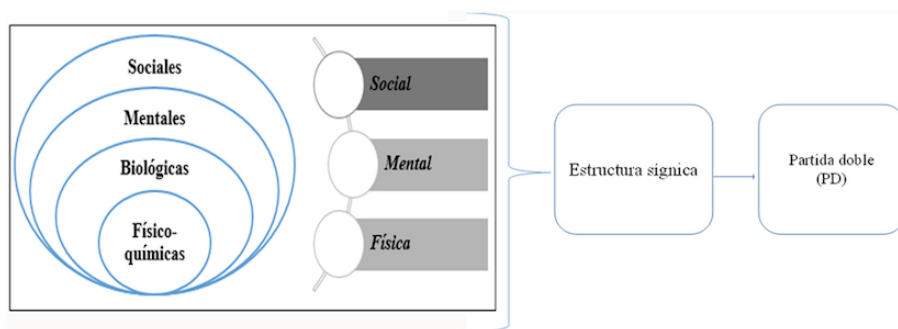 Sociales
Mentales
Biológicas
Físico-
químicas
Social
Mental
Física
Estructura sígnica
Partida doble
(PD)